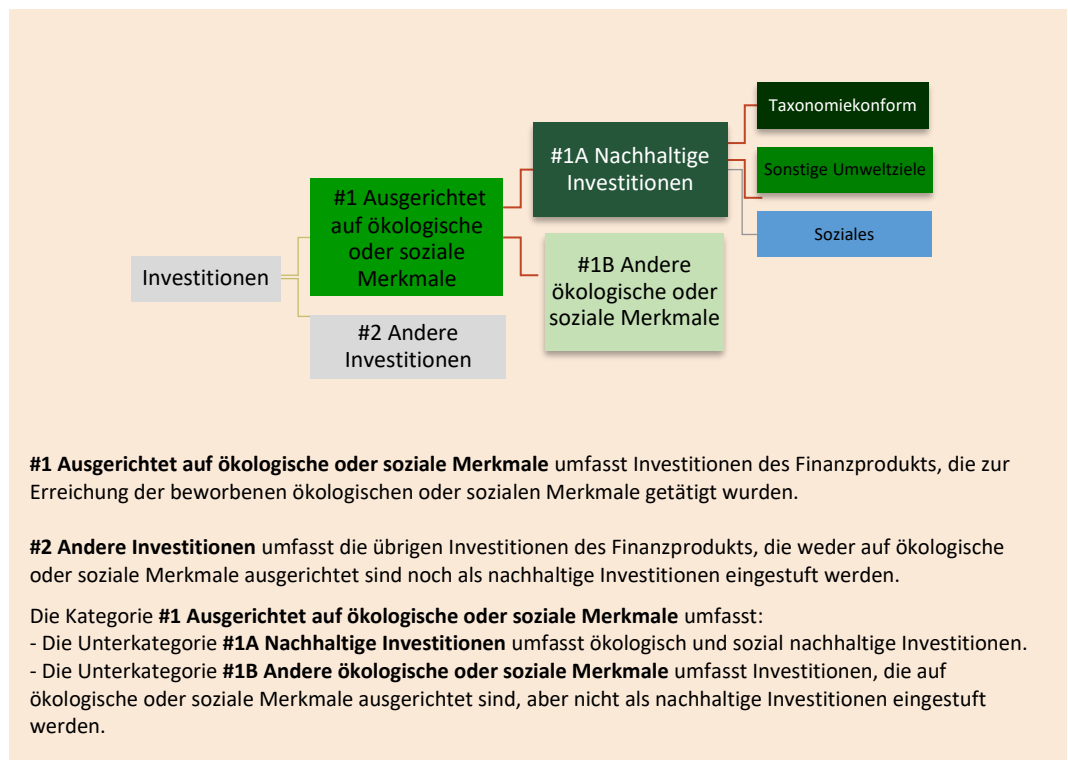 Taxonomiekonform
#1A Nachhaltige
Investitionen
Sonstige Umweltziele
#1 Ausgerichtet
auf ökologische
oder soziale
Merkmale
Soziales
Investitionen
#1B Andere
ökologische oder
soziale Merkmale
#2 Andere
Investitionen
#1 Ausgerichtet auf ökologische oder soziale Merkmale umfasst Investitionen des Finanzprodukts, die zur
Erreichung der beworbenen ökologischen oder sozialen Merkmale getätigt wurden.
#2 Andere Investitionen umfasst die übrigen Investitionen des Finanzprodukts, die weder auf ökologische
oder soziale Merkmale ausgerichtet sind noch als nachhaltige Investitionen eingestuft werden.
Die Kategorie #1 Ausgerichtet auf ökologische oder soziale Merkmale umfasst:
- Die Unterkategorie #1A Nachhaltige Investitionen umfasst ökologisch und sozial nachhaltige Investitionen.
- Die Unterkategorie #1B Andere ökologische oder soziale Merkmale umfasst Investitionen, die auf
ökologische oder soziale Merkmale ausgerichtet sind, aber nicht als nachhaltige Investitionen eingestuft
werden.